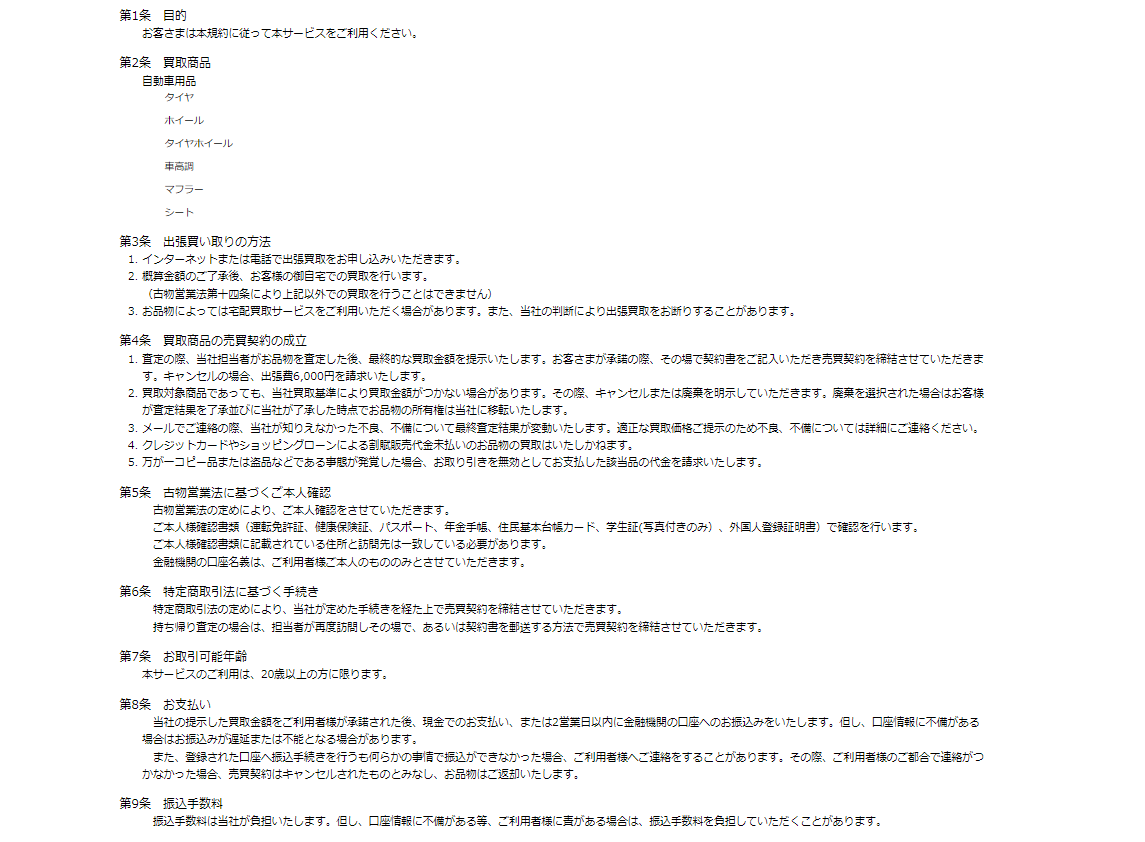 第1条　目的
お客さまは本規約に従って本サービスをご利用ください。
第2条　買取商品
自動車用品
タイヤ
ホイール
タイヤホイール
車高調
マフラー
シート
第3条　出張買い取りの方法
1. インターネットまたは電話で出張買取をお申し込みいただきます。
2. 概算金額のご了承後、お客様の御自宅での買取を行います。
（古物営業法第十四条により上記以外での買取を行うことはできません）
3. お品物によっては宅配買取サービスをご利用いただく場合があります。また、当社の判断により出張買取をお断りすることがあります。
第4条　買取商品の売買契約の成立
1. 査定の際、当社担当者がお品物を査定した後、最終的な買取金額を提示いたします。お客さまが承諾の際、その場で契約書をご記入いただき売買契約を締結させていただきま
す。キャンセルの場合、出張費6,000円を請求いたします。
2. 買取対象商品であっても、当社買取基準により買取金額がつかない場合があります。その際、キャンセルまたは廃棄を明示していただきます。廃棄を選択された場合はお客様
が査定結果を了承並びに当社が了承した時点でお品物の所有権は当社に移転いたします。
3. メールでご連絡の際、当社が知りえなかった不良、不備について最終査定結果が変動いたします。適正な買取価格ご提示のため不良、不備については詳細にご連絡ください。
4. クレジットカードやショッピングローンによる割賦販売代金未払いのお品物の買取はいたしかねます。
5. 万が一コピー品または盗品などである事態が発覚した場合、お取り引きを無効としてお支払した該当品の代金を請求いたします。
第5条　古物営業法に基づくご本人確認
古物営業法の定めにより、ご本人確認をさせていただきます。
ご本人様確認書類（運転免許証、健康保険証、パスポート、年金手帳、住民基本台帳カード、学生証(写真付きのみ）、外国人登録証明書）で確認を行います。
ご本人様確認書類に記載されている住所と訪問先は一致している必要があります。
金融機関の口座名義は、ご利用者様ご本人のもののみとさせていただきます。
第6条　特定商取引法に基づく手続き
特定商取引法の定めにより、当社が定めた手続きを経た上で売買契約を締結させていただきます。
持ち帰り査定の場合は、担当者が再度訪問しその場で、あるいは契約書を郵送する方法で売買契約を締結させていただきます。
第7条　お取引可能年齢
本サービスのご利用は、20歳以上の方に限ります。
第8条　お支払い
当社の提示した買取金額をご利用者様が承諾された後、現金でのお支払い、または2営業日以内に金融機関の口座へのお振込みをいたします。但し、口座情報に不備がある
場合はお振込みが遅延または不能となる場合があります。
また、登録された口座へ振込手続きを行うも何らかの事情で振込ができなかった場合、ご利用者様へご連絡をすることがあります。その際、ご利用者様のご都合で連絡がつ
かなかった場合、売買契約はキャンセルされたものとみなし、お品物はご返却いたします。
第9条　振込手数料
振込手数料は当社が負担いたします。但し、口座情報に不備がある等、ご利用者様に責がある場合は、振込手数料を負担していただくことがあります。